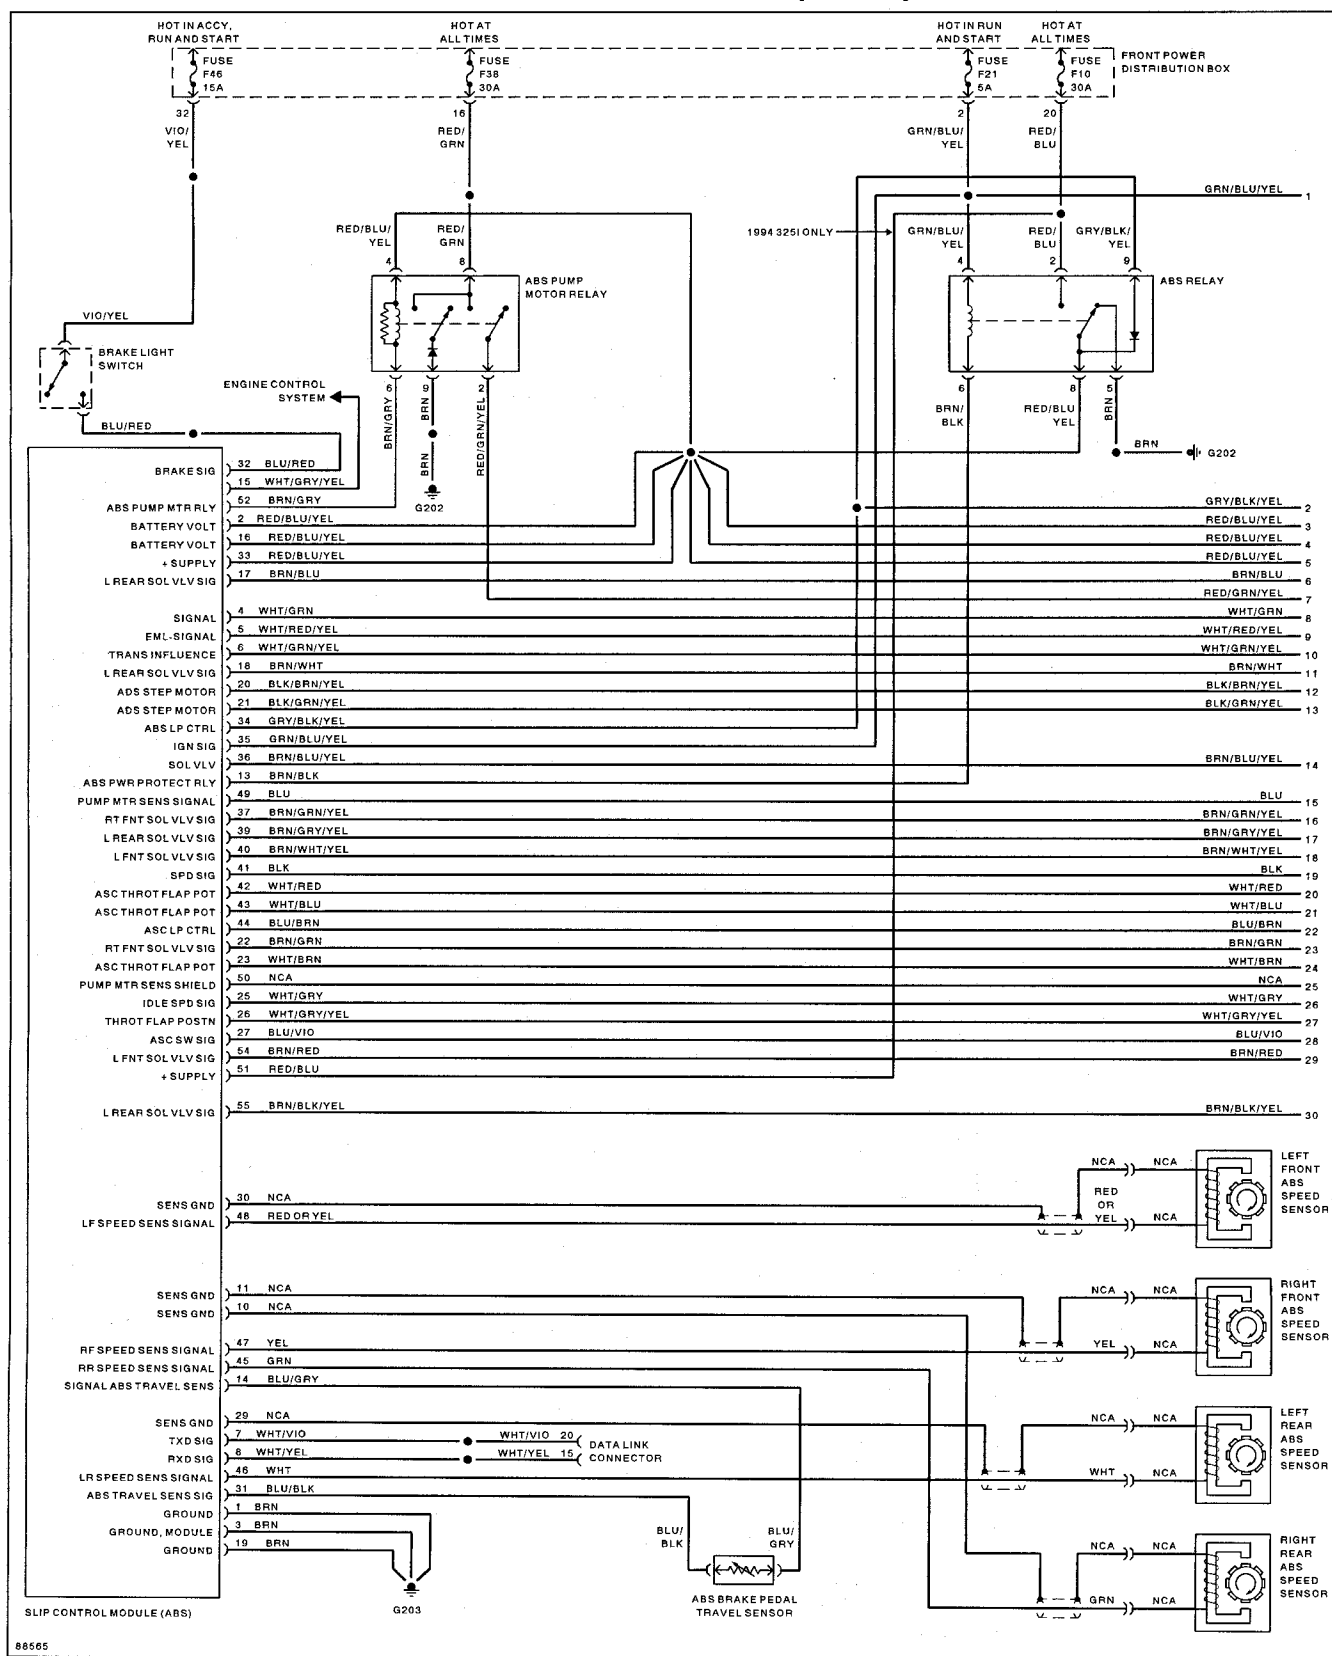 HOT IN ACCY,
RUN AND START
HOT AT
ALL TIMES
HOT IN RUN
AND START
HOT AT
ALL TIMES
FUSE
F46
15A
FUSE
F38
30A
FUSE
F21
5A
FUSE
F10
30A
FRONT POWER
DISTRIBUTION BOX
32
16
2
20
VIO/
YEL
RED/
GRN
GRN/BLU/
YEL
RED/
BLU
GRN/BLU/YEL 1
RED/BLU/
YEL
RED/
GRN
1994 325I ONLY
GRN/BLU/
YEL
RED/
BLU
GRY/BLK/
YEL
4
8
4
2
9
ABS PUMP
MOTOR RELAY
ABS RELAY
VIO/YEL
BRAKE LIGHT
SWITCH
ENGINE CONTROL
SYSTEM
6
9
2
6
8
5
BRN/GRY
BRN
RED/GRN/YEL
BRN/
BLK
RED/BLU
YEL
BRN
BLU/RED
BRN
BRN
G202
G202
BRAKE SIG 32 BLU/RED
15 WHT/GRY/YEL
ABS PUMP MTR RLY 52 BRN/GRY
GRY/BLK/YEL 2
BATTERY VOLT 2 RED/BLU/YEL RED/BLU/YEL 3
BATTERY VOLT 16 RED/BLU/YEL RED/BLU/YEL 4
+ SUPPLY 33 RED/BLU/YEL RED/BLU/YEL 5
L REAR SOL VLV SIG 17 BRN/BLU BRN/BLU 6
RED/GRN/YEL 7
SIGNAL 4 WHT/GRN WHT/GRN 8
EML-SIGNAL 5 WHT/RED/YEL WHT/RED/YEL 9
TRANS INFLUENCE 6 WHT/GRN/YEL WHT/GRN/YEL 10
L REAR SOL VLV SIG 18 BRN/WHT BRN/WHT 11
ADS STEP MOTOR 20 BLK/BRN/YEL BLK/BRN/YEL 12
ADS STEP MOTOR 21 BLK/GRN/YEL BLK/GRN/YEL 13
ABS LP CTRL 34 GRY/BLK/YEL
IGN SIG 35 GRN/BLU/YEL
SOL VLV 36 BRN/BLU/YEL BRN/BLU/YEL 14
ABS PWR PROTECT RLY 13 BRN/BLK
PUMP MTR SENS SIGNAL 49 BLU BLU 15
RT FNT SOL VLV SIG 37 BRN/GRN/YEL BRN/GRN/YEL 16
L REAR SOL VLV SIG 39 BRN/GRY/YEL BRN/GRY/YEL 17
L FNT SOL VLV SIG 40 BRN/WHT/YEL BRN/WHT/YEL 18
SPD SIG 41 BLK BLK 19
ASC THROT FLAP POT 42 WHT/RED WHT/RED 20
ASC THROT FLAP POT 43 WHT/BLU WHT/BLU 21
ASC LP CTRL 44 BLU/BRN BLU/BRN 22
RT FNT SOL VLV SIG 22 BRN/GRN BRN/GRN 23
ASC THROT FLAP POT 23 WHT/BRN WHT/BRN 24
PUMP MTR SENS SHIELD 50 NCA NCA 25
IDLE SPD SIG 25 WHT/GRY WHT/GRY 26
THROT FLAP POSTN 26 WHT/GRY/YEL WHT/GRY/YEL 27
ASC SW SIG 27 BLU/VIO BLU/VIO 28
L FNT SOL VLV SIG 54 BRN/RED BRN/RED 29
+ SUPPLY 51 RED/BLU
L REAR SOL VLV SIG 55 BRN/BLK/YEL BRN/BLK/YEL 30
NCA NCA
LEFT
FRONT
ABS
SPEED
SENSOR
SENS GND 30 NCA
RED
OR
YEL NCA
LF SPEED SENS SIGNAL 48 RED OR YEL
SENS GND 11 NCA NCA NCA
RIGHT
FRONT
ABS
SPEED
SENSOR
SENS GND 10 NCA
RF SPEED SENS SIGNAL 47 YEL YEL NCA
RR SPEED SENS SIGNAL 45 GRN
SIGNAL ABS TRAVEL SENS 14 BLU/GRY
SENS GND 29 NCA NCA NCA
LEFT
REAR
ABS
SPEED
SENSOR
TXD SIG 7 WHT/VIO WHT/VIO 20
RXD SIG 8 WHT/YEL WHT/YEL 15
DATA LINK
CONNECTOR
LR SPEED SENS SIGNAL 46 WHT WHT NCA
ABS TRAVEL SENS SIG 31 BLU/BLK
GROUND 1 BRN
GROUND, MODULE 3 BRN
GROUND 19 BRN
BLU/
BLK
BLU/
GRY
NCA NCA
RIGHT
REAR
ABS
SPEED
SENSOR
GRN NCA
G203
ABS BRAKE PEDAL
TRAVEL SENSOR
SLIP CONTROL MODULE (ABS)
88565